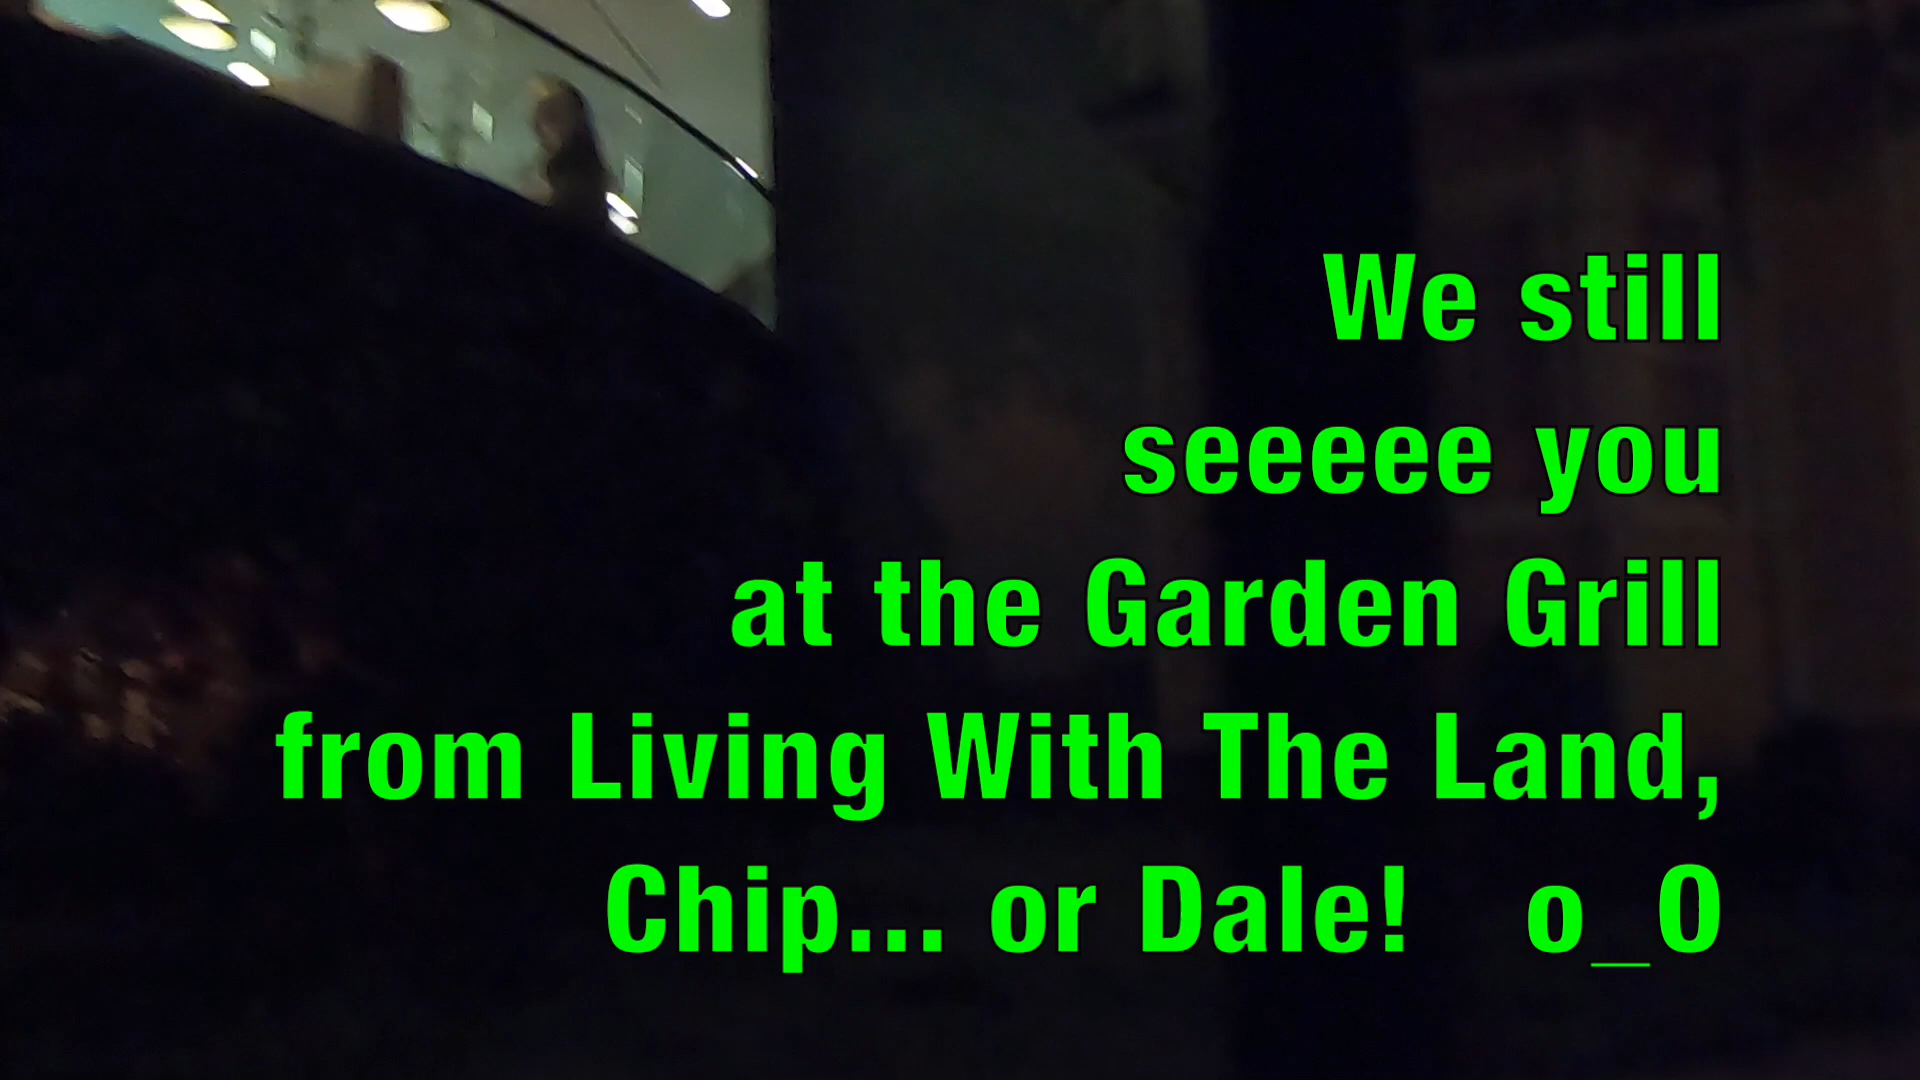 We still
seeeee you
at the Garden Grill
from Living With The Land,
Chip... or Dale!   o_O